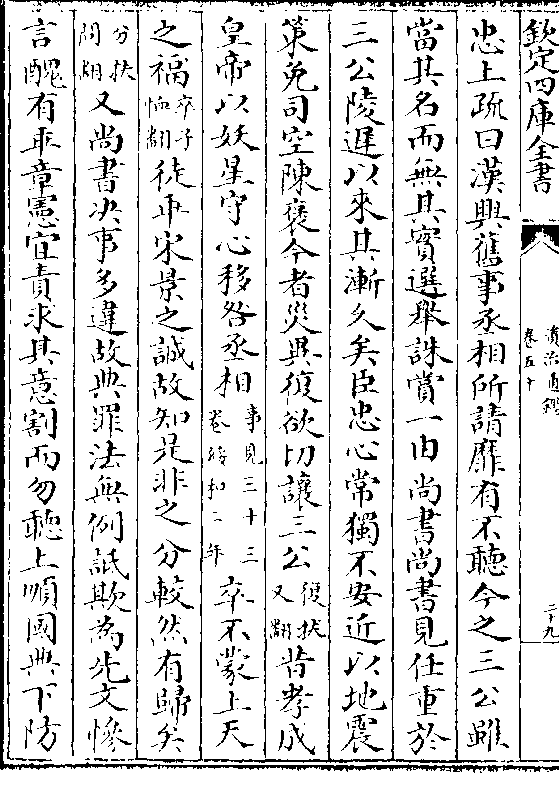 欽定四庫全書
資治通鑑
卷五十
二十九
忠上疏曰漢興舊事丞相所請靡有不聽今之三公雖
當其名而無其實選舉誅賞一由尚書尚書見任重於
三公陵遲以來其漸久矣臣忠心常獨不安近以地震
策免司空陳襃今者災異復欲切讓三公復扶又翻昔孝成
皇帝以妖星守心移咎丞相事見三十三卷綏和二年卒不蒙上天
之福卒子恤翻徒乖宋景之誠故知是非之分較然有歸矣
分扶問翻又尚書决事多違故典罪法無例詆欺為先文慘
言醜有乖章憲宜責求其意割而勿聽上順國典下防